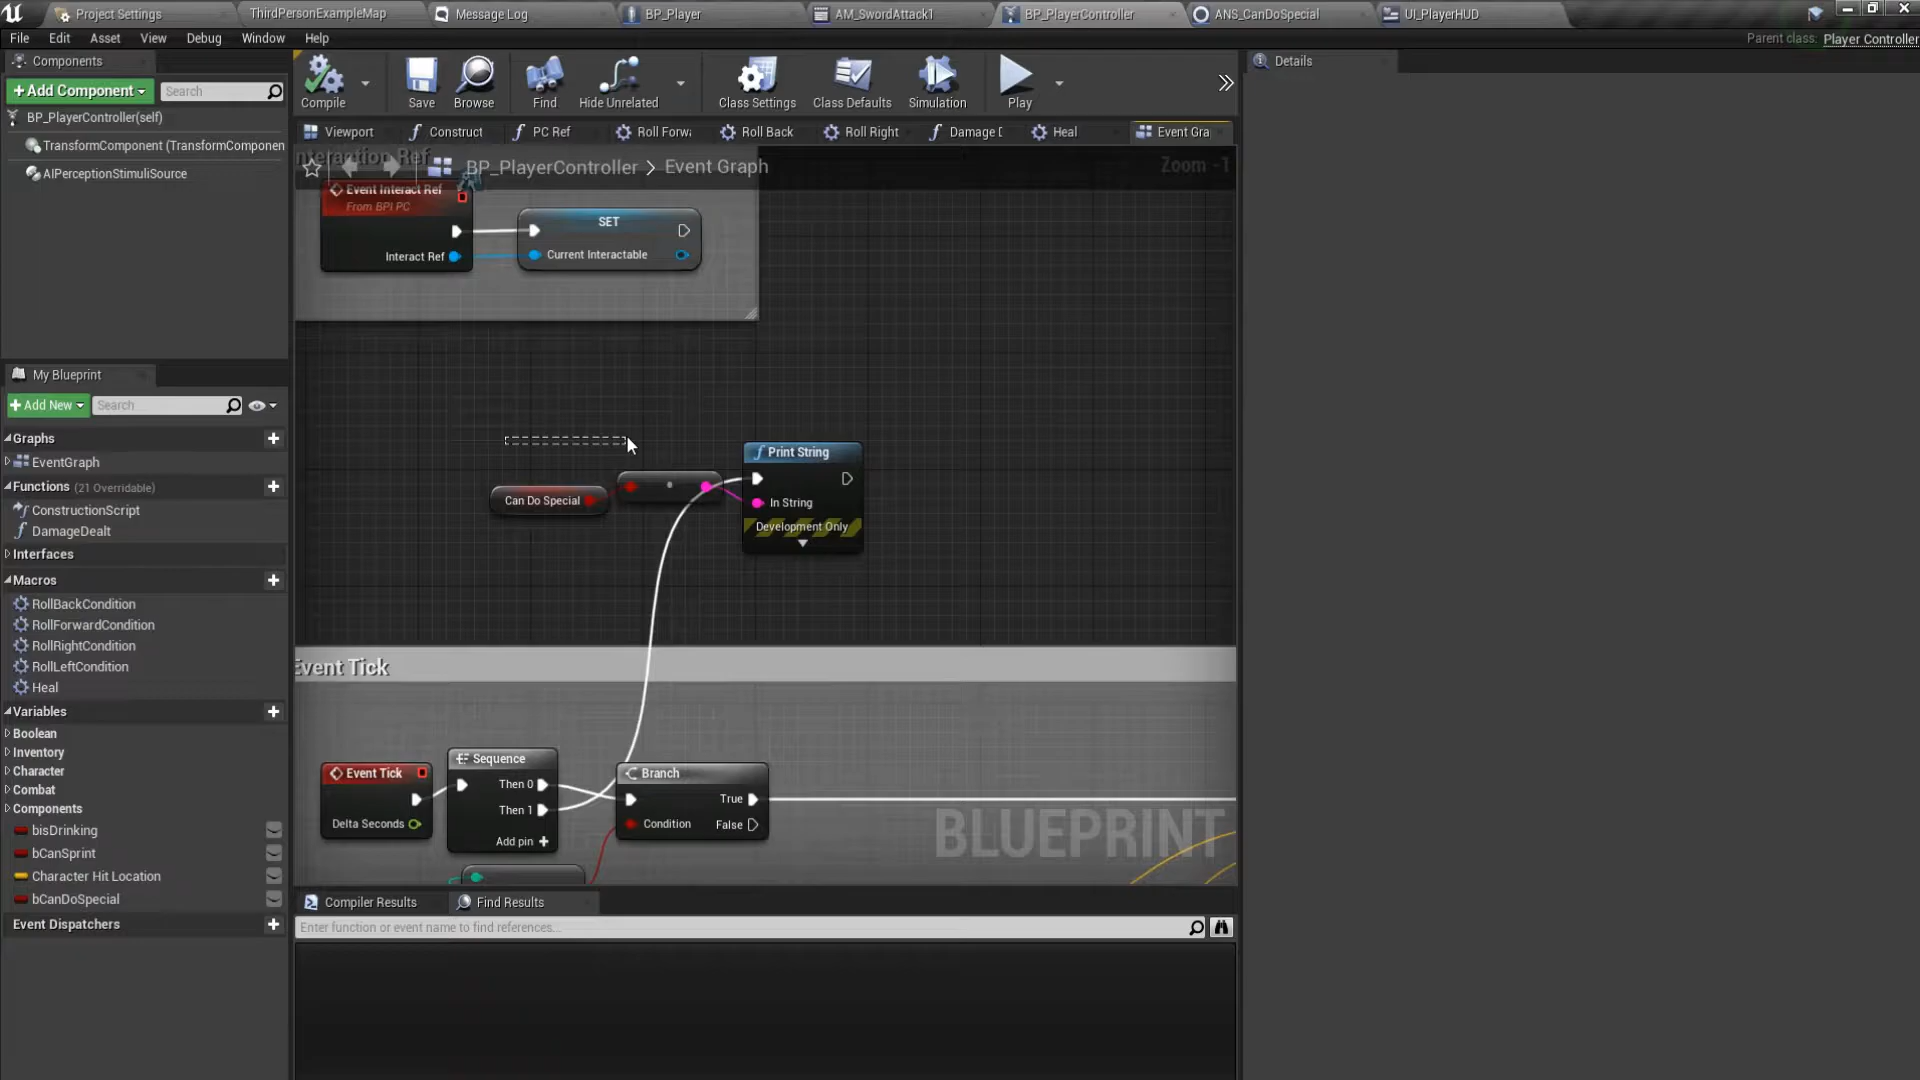 Project Settings
ThirdPersonExampleMap
Message Log
BP_Player
AM_SwordAttack1
BP_PlayerController
ANS_CanDoSpecial
UI_PlayerHUD
File Edit Asset View Debug Window Help
Parent class: Player Controller
Components
+Add Component
Search
BP_PlayerController(self)
TransformComponent (TransformComponen
AIPerceptionStimuliSource
Compile
Save
Browse
Find
Hide Unrelated
Class Settings
Class Defaults
Simulation
Play
Details
Viewport
Construct
PC Ref
Roll Forwa
Roll Back
Roll Right
Damage D
Heal
Event Gra
BP_PlayerController > Event Graph
Zoom -1
nteraction Ref
Event Interact Ref
From BPI PC
Interact Ref
SET
Current Interactable
Can Do Special
Print String
In String
Development Only
Event Tick
Event Tick
Delta Seconds
Sequence
Then 0
Then 1
Add pin +
Branch
True
Condition
False
BLUEPRINT
My Blueprint
+Add New
Search
Graphs
EventGraph
Functions (21 Overridable)
ConstructionScript
DamageDealt
Interfaces
Macros
RollBackCondition
RollForwardCondition
RollRightCondition
RollLeftCondition
Heal
Variables
Boolean
Inventory
Character
Combat
Components
bisDrinking
bCanSprint
Character Hit Location
bCanDoSpecial
Event Dispatchers
Compiler Results
Find Results
Enter function or event name to find references...